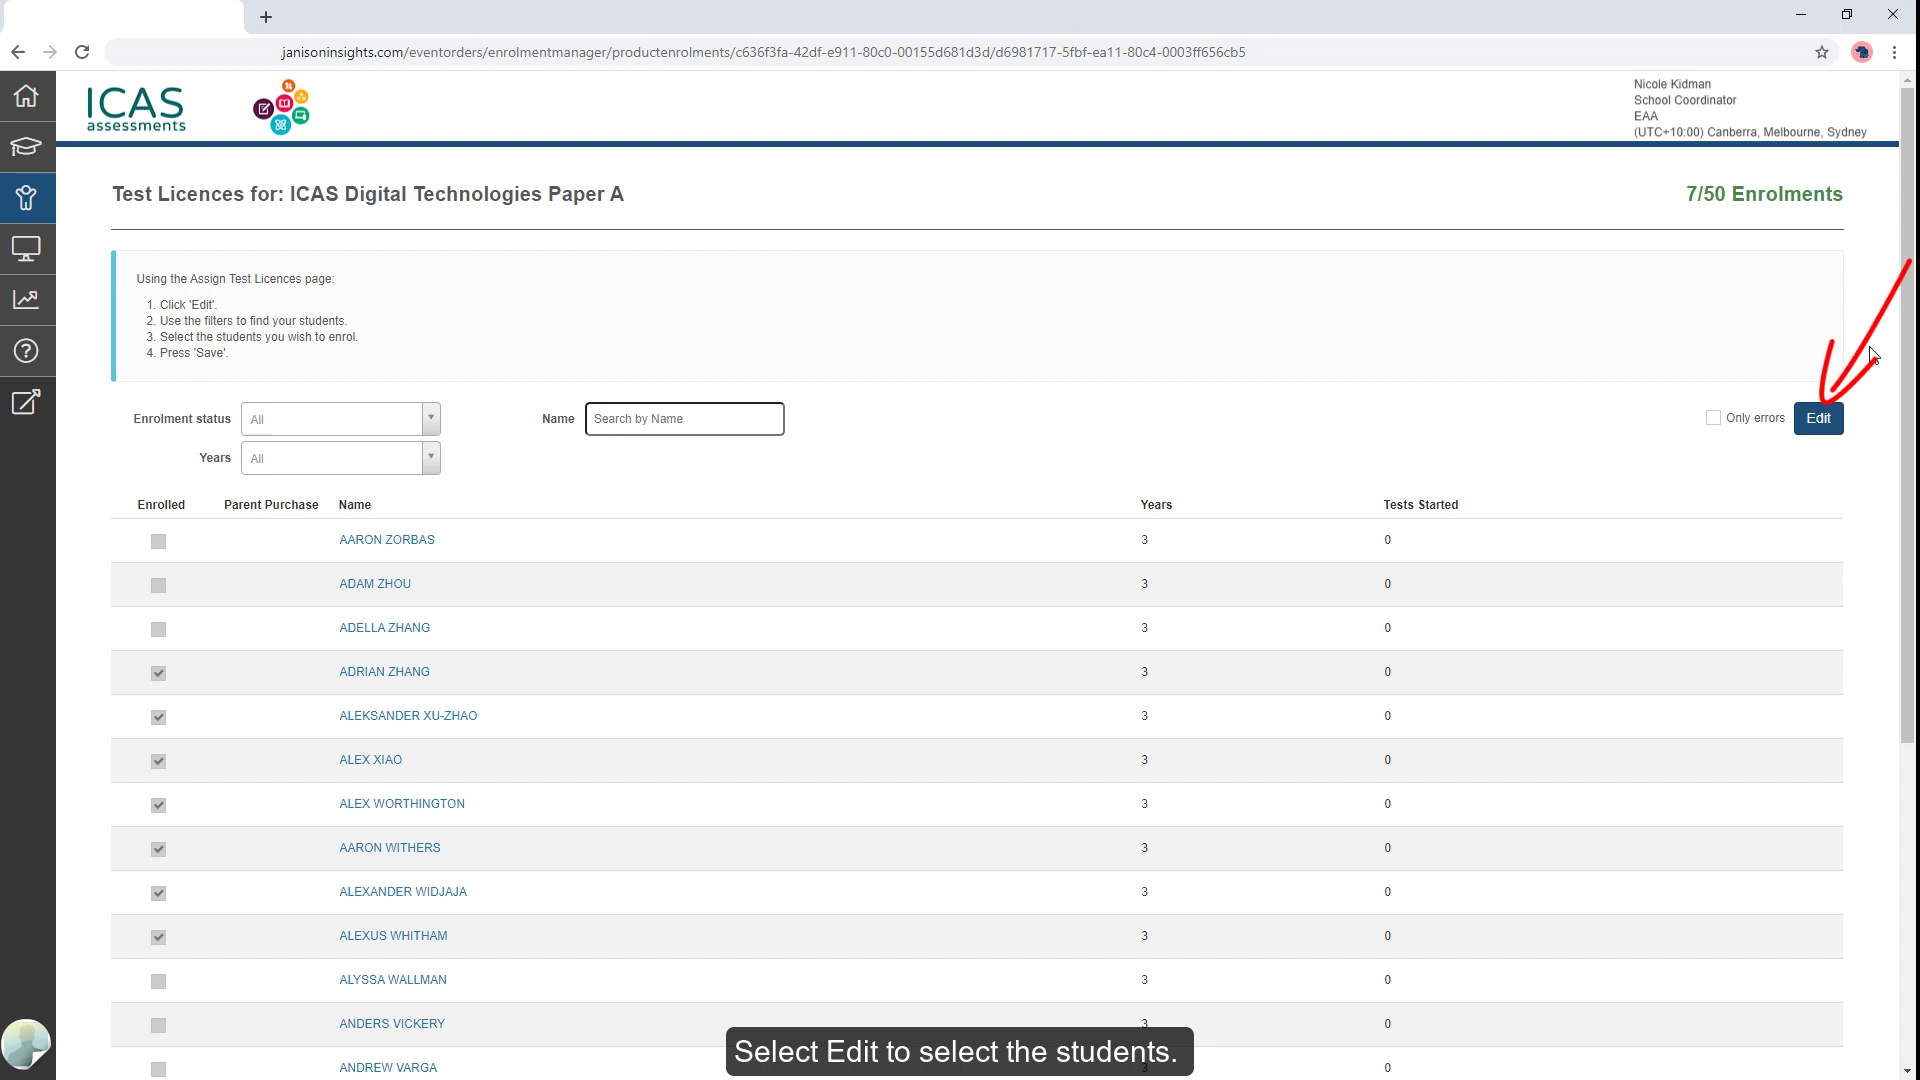 janisoninsights.com/eventorders/enrolmentmanager/productenrolments/c636f3fa-42df-e911-80c0-00155d681d3d/d6981717-5fbf-ea11-80c4-0003ff656cb5
ICAS
assessments
Nicole Kidman
School Coordinator
EAA
(UTC+10:00) Canberra, Melbourne, Sydney
Test Licences for: ICAS Digital Technologies Paper A
7/50 Enrolments
Using the Assign Test Licences page:
1. Click 'Edit'.
2. Use the filters to find your students.
3. Select the students you wish to enrol.
4. Press 'Save'.
Enrolment status All Name Search by Name Only errors Edit
Years All
Enrolled Parent Purchase Name Years Tests Started
AARON ZORBAS 3 0
ADAM ZHOU 3 0
ADELLA ZHANG 3 0
ADRIAN ZHANG 3 0
ALEKSANDER XU-ZHAO 3 0
ALEX XIAO 3 0
ALEX WORTHINGTON 3 0
AARON WITHERS 3 0
ALEXANDER WIDJAJA 3 0
ALEXUS WHITHAM 3 0
ALYSSA WALLMAN 3 0
ANDERS VICKERY 3 0
ANDREW VARGA 3 0
Select Edit to select the students.